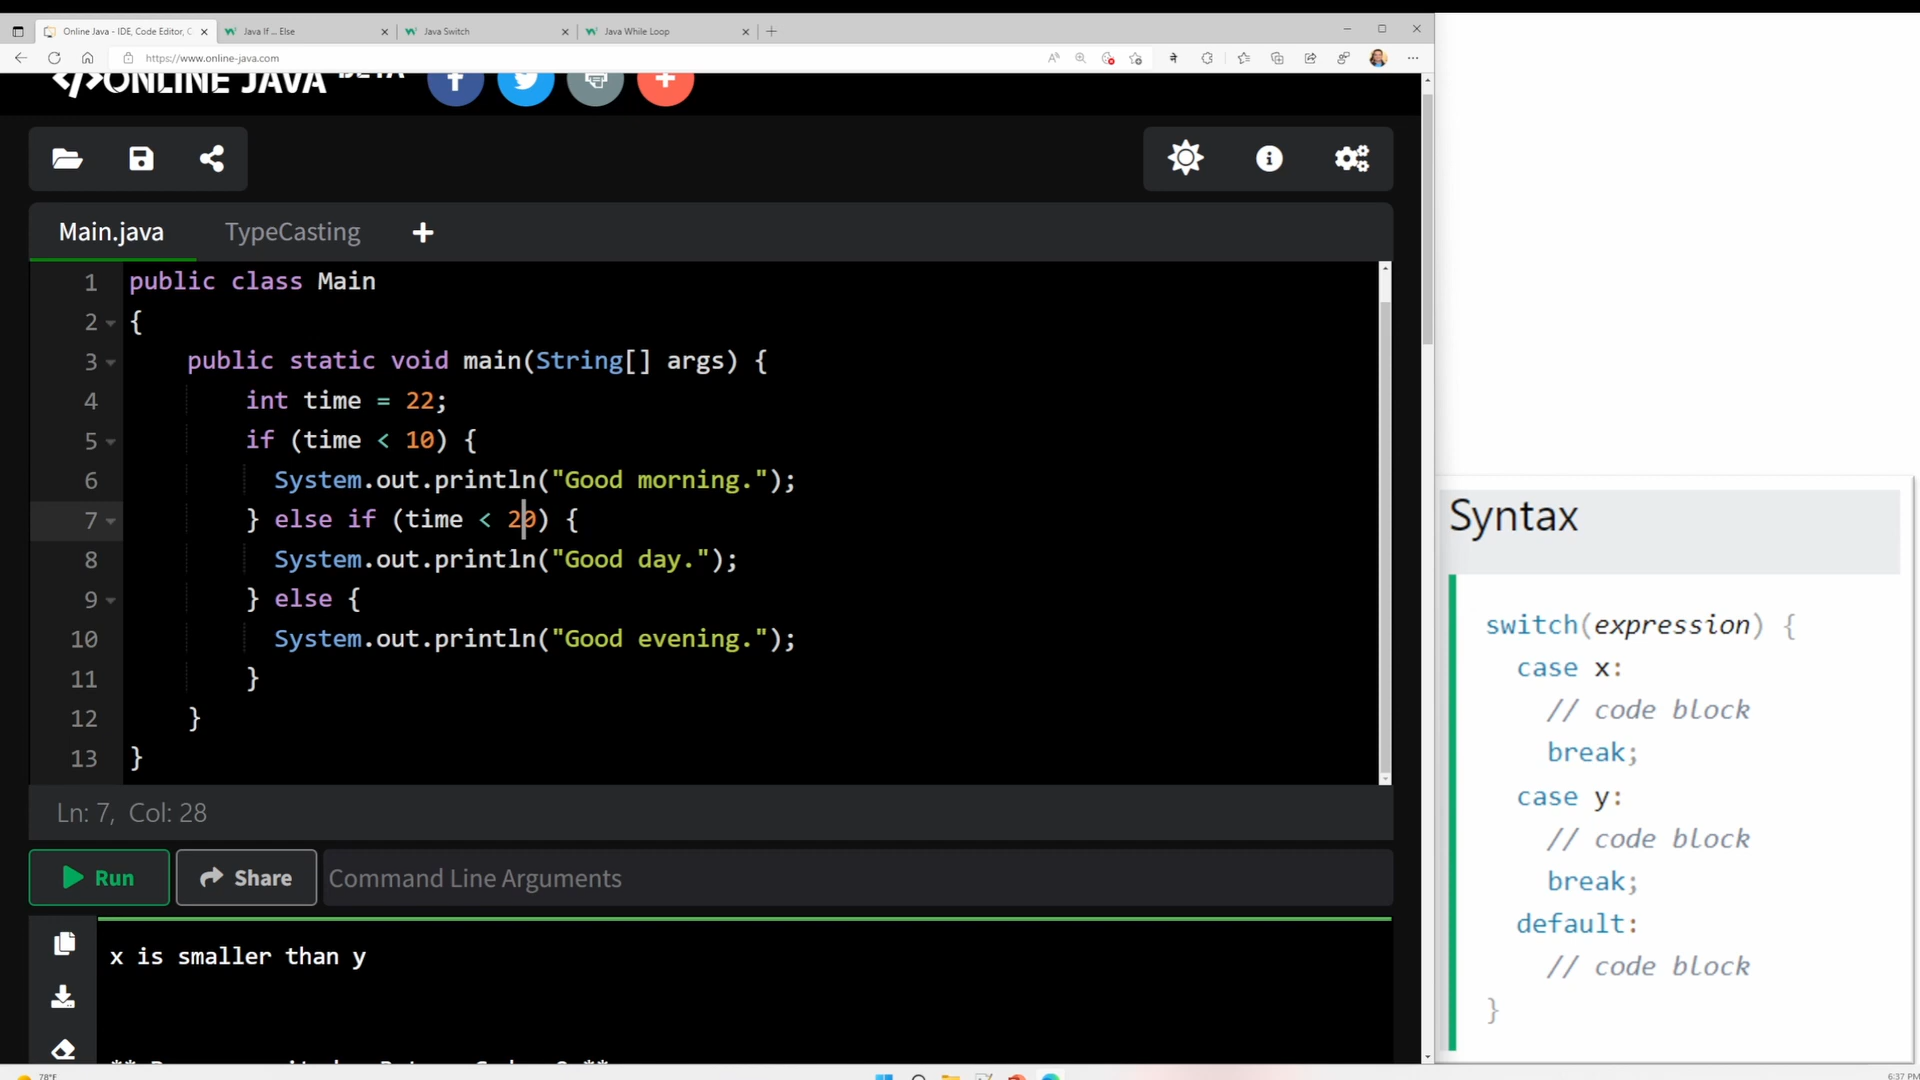 Online Java - IDE, Code Editor, C
Java If ... Else
Java Switch
Java While Loop
https://www.online-java.com
</>ONLINE JAVA BETA
Main.java
TypeCasting
1 public class Main
2 {
3 public static void main(String[] args) {
4 int time = 22;
5 if (time < 10) {
6 System.out.println("Good morning.");
7 } else if (time < 20) {
8 System.out.println("Good day.");
9 } else {
10 System.out.println("Good evening.");
11 }
12 }
13 }
Ln: 7, Col: 28
Run
Share
Command Line Arguments
x is smaller than y
Syntax
switch(expression) {
case x:
// code block
break;
case y:
// code block
break;
default:
// code block
}
78°F
6:37 PM